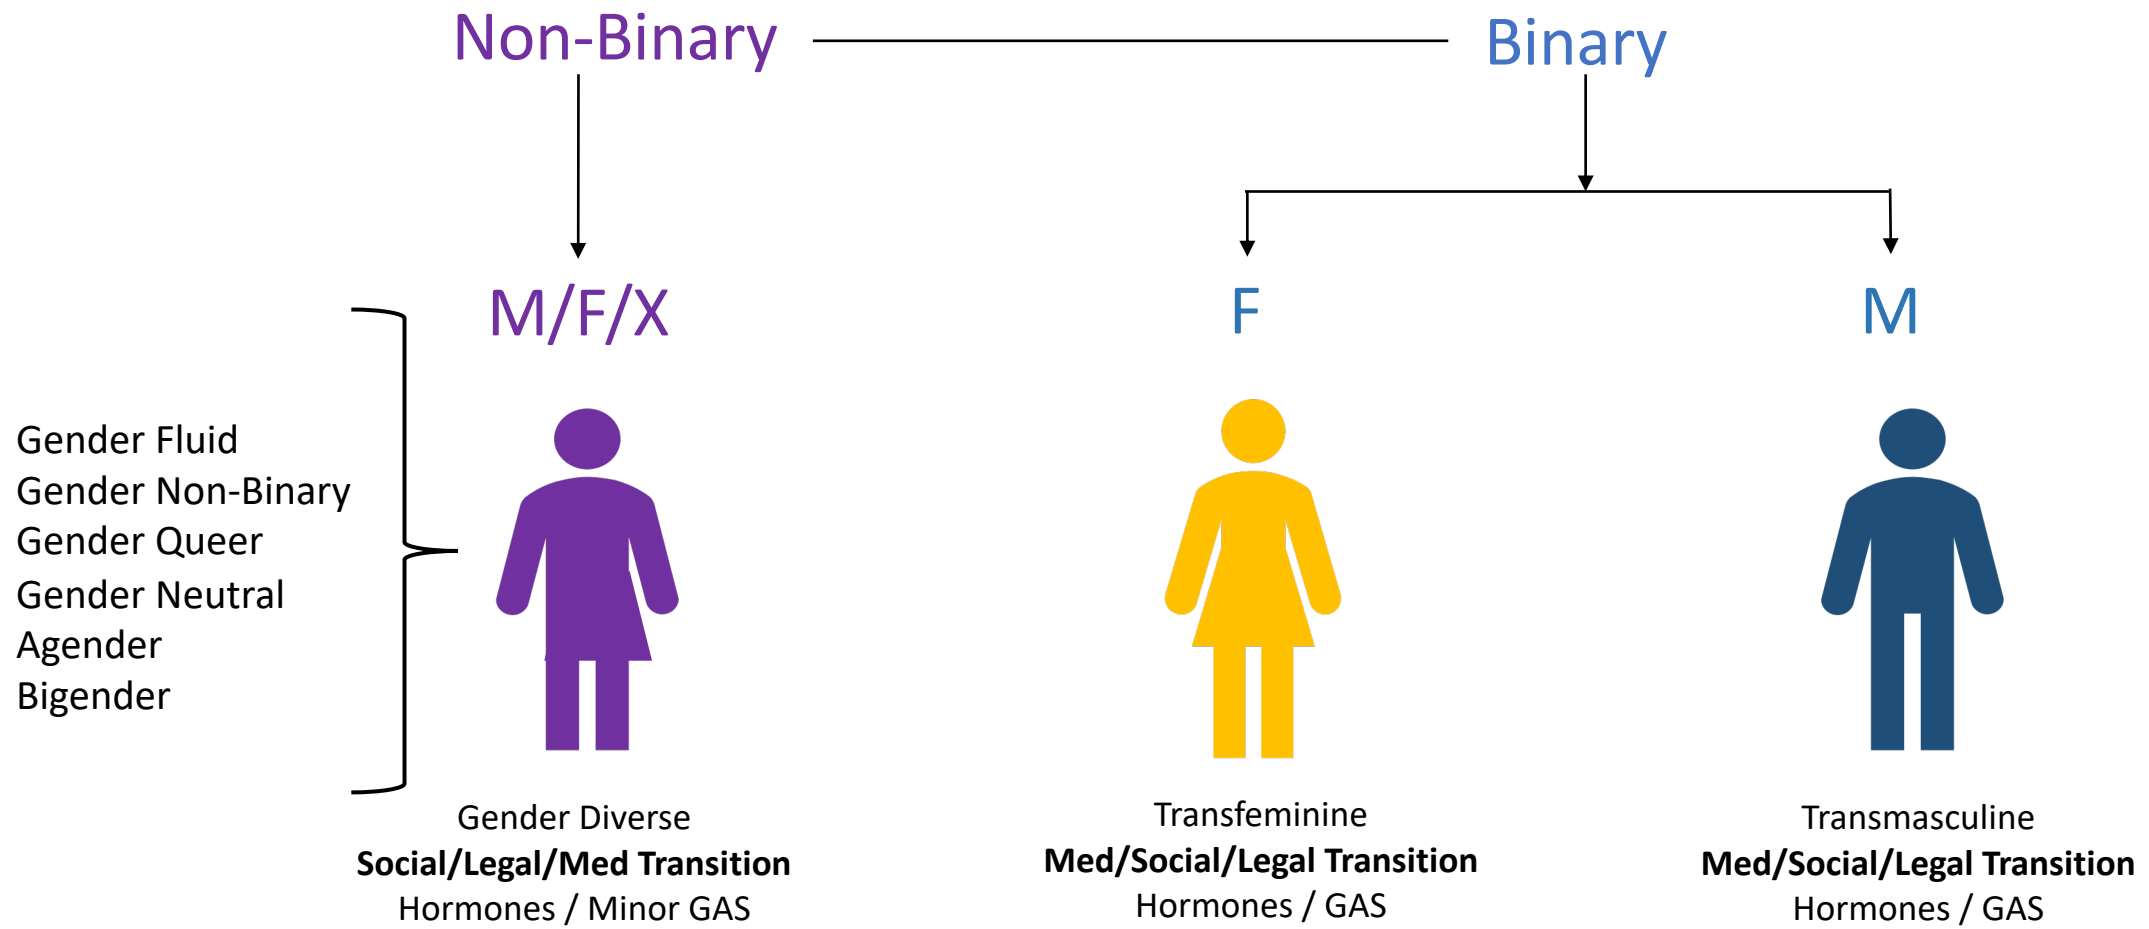 Non-Binary
Binary
M/F/X
F
M
Gender Fluid
Gender Non-Binary
Gender Queer
Gender Neutral
Agender
Bigender
Gender Diverse
Social/Legal/Med Transition
Hormones / Minor GAS
Transfeminine
Med/Social/Legal Transition
Hormones / GAS
Transmasculine
Med/Social/Legal Transition
Hormones / GAS